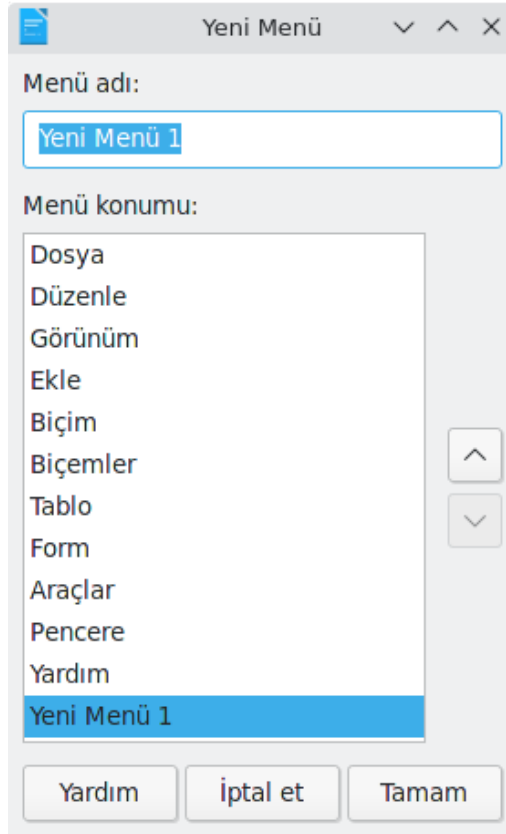 Yeni Menü
Menü adı:
Yeni Menü 1
Menü konumu:
Dosya
Düzenle
Görünüm
Ekle
Biçim
Biçemler
Tablo
Form
Araçlar
Pencere
Yardım
Yeni Menü 1
Yardım İptal et Tamam